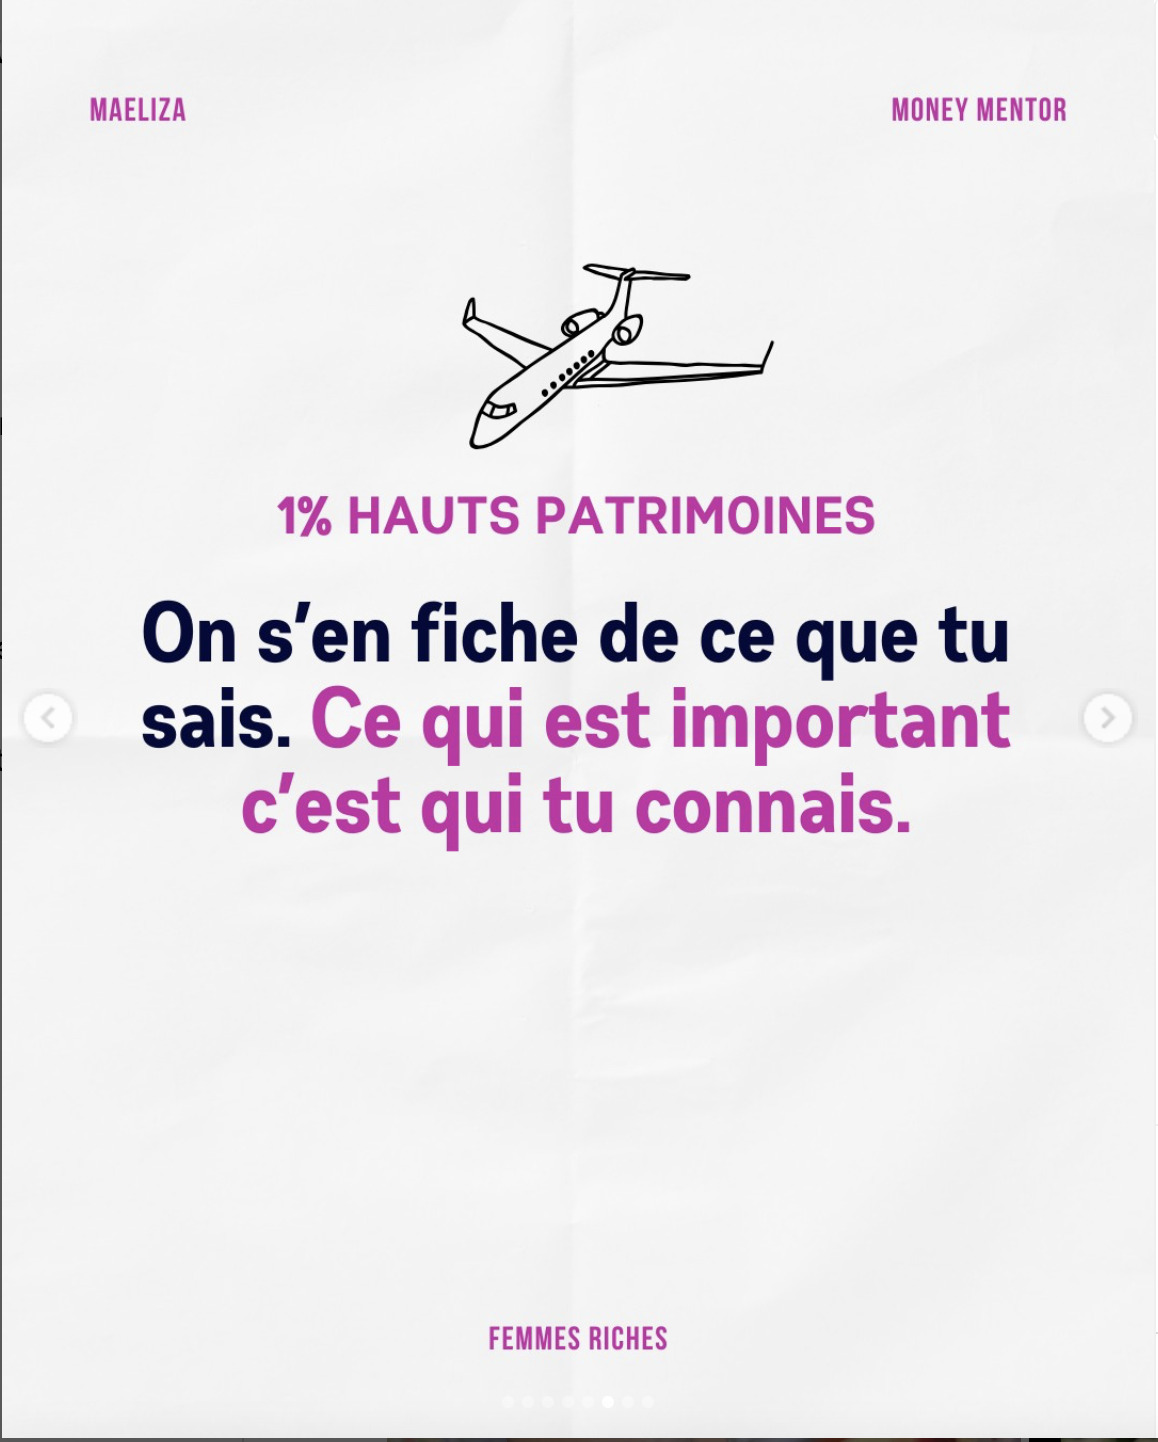 MAELIZA
MONEY MENTOR
1% HAUTS PATRIMOINES
On s’en fiche de ce que tu
sais. Ce qui est important
c’est qui tu connais.
FEMMES RICHES